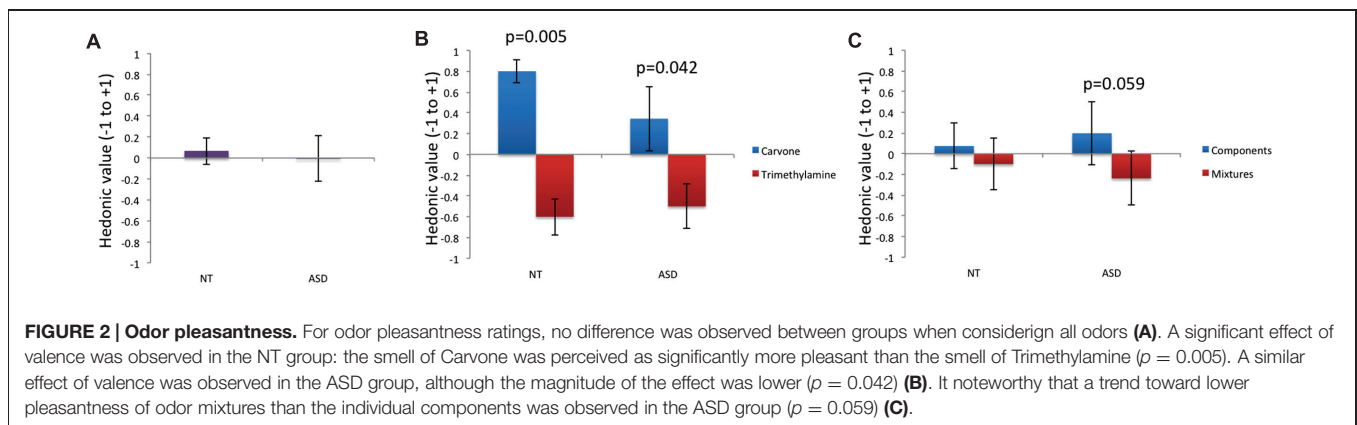 A
Hedonic value (-1 to +1)
1
0.8
0.6
0.4
0.2
0
-0.2
-0.4
-0.6
-0.8
-1
NT
ASD
B
p=0.005
p=0.042
Hedonic value (-1 to +1)
1
0.8
0.6
0.4
0.2
0
-0.2
-0.4
-0.6
-0.8
-1
NT
ASD
Carvone
Trimethylamine
C
p=0.059
Hedonic value (-1 to +1)
1
0.8
0.6
0.4
0.2
0
-0.2
-0.4
-0.6
-0.8
-1
NT
ASD
Components
Mixtures
FIGURE 2 | Odor pleasantness. For odor pleasantness ratings, no difference was observed between groups when considerign all odors (A). A significant effect of
valence was observed in the NT group: the smell of Carvone was perceived as significantly more pleasant than the smell of Trimethylamine (p = 0.005). A similar
effect of valence was observed in the ASD group, although the magnitude of the effect was lower (p = 0.042) (B). It noteworthy that a trend toward lower
pleasantness of odor mixtures than the individual components was observed in the ASD group (p = 0.059) (C).